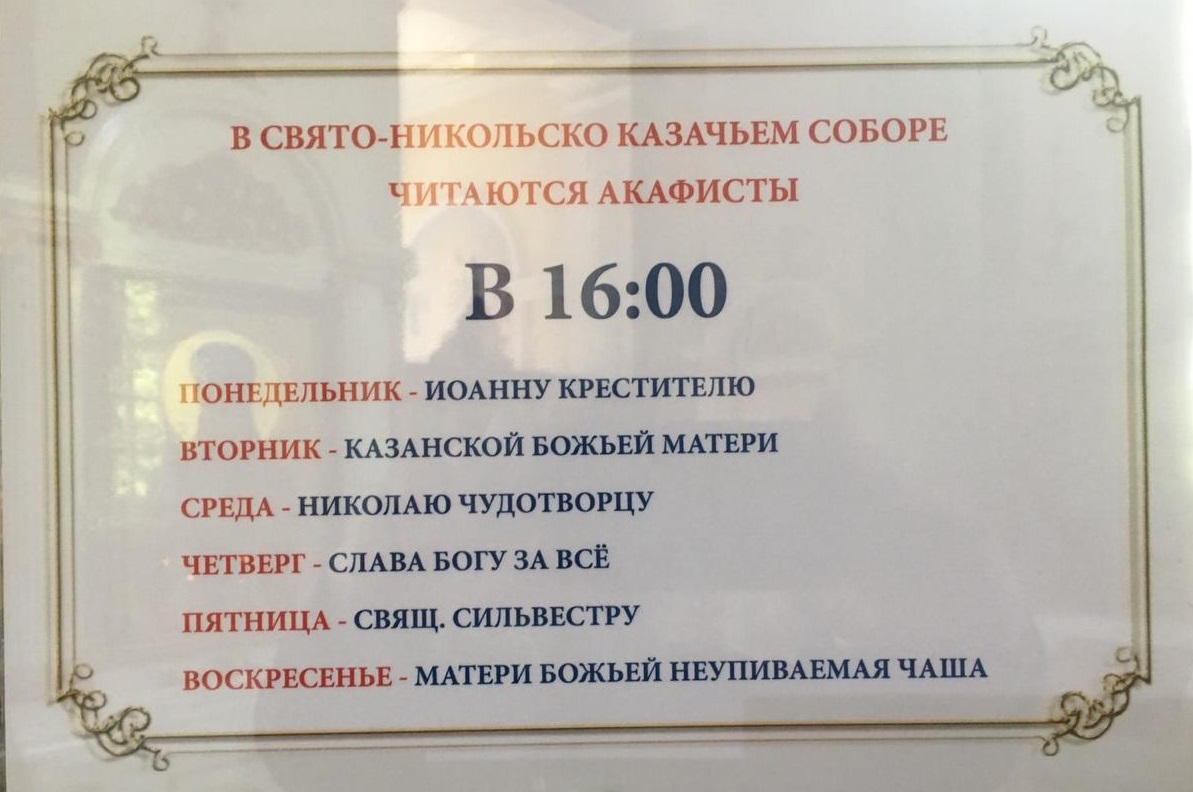 В СВЯТО-НИКОЛЬСКО КАЗАЧЬЕМ СОБОРЕ
ЧИТАЮТСЯ АКАФИСТЫ
В 16:00
ПОНЕДЕЛЬНИК - ИОАННУ КРЕСТИТЕЛЮ
ВТОРНИК - КАЗАНСКОЙ БОЖЬЕЙ МАТЕРИ
СРЕДА - НИКОЛАЮ ЧУДОТВОРЦУ
ЧЕТВЕРГ - СЛАВА БОГУ ЗА ВСЁ
ПЯТНИЦА - СВЯЩ. СИЛЬВЕСТРУ
ВОСКРЕСЕНЬЕ - МАТЕРИ БОЖЬЕЙ НЕУПИВАЕМАЯ ЧАША